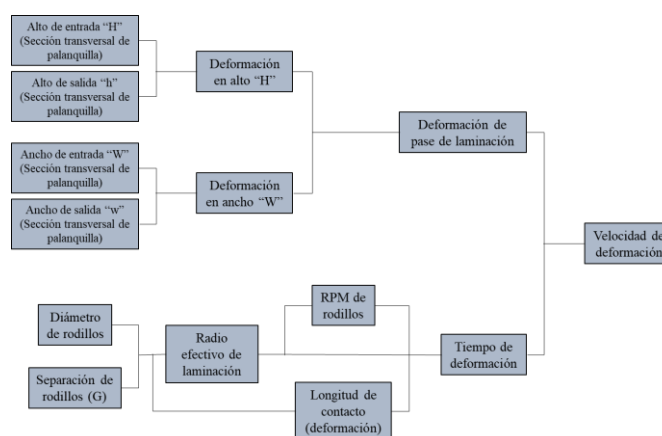 Alto de entrada “H”
(Sección transversal de
palanquilla)
Alto de salida “h”
(Sección transversal de
palanquilla)
Deformación
en alto “H”
Ancho de entrada “W”
(Sección transversal de
palanquilla)
Ancho de salida “w”
(Sección transversal de
palanquilla)
Deformación
en ancho “W”
Deformación de
pase de laminación
Velocidad de
deformación
Diámetro
de rodillos
Separación de
rodillos (G)
Radio
efectivo de
laminación
RPM de
rodillos
Longitud de
contacto
(deformación)
Tiempo de
deformación